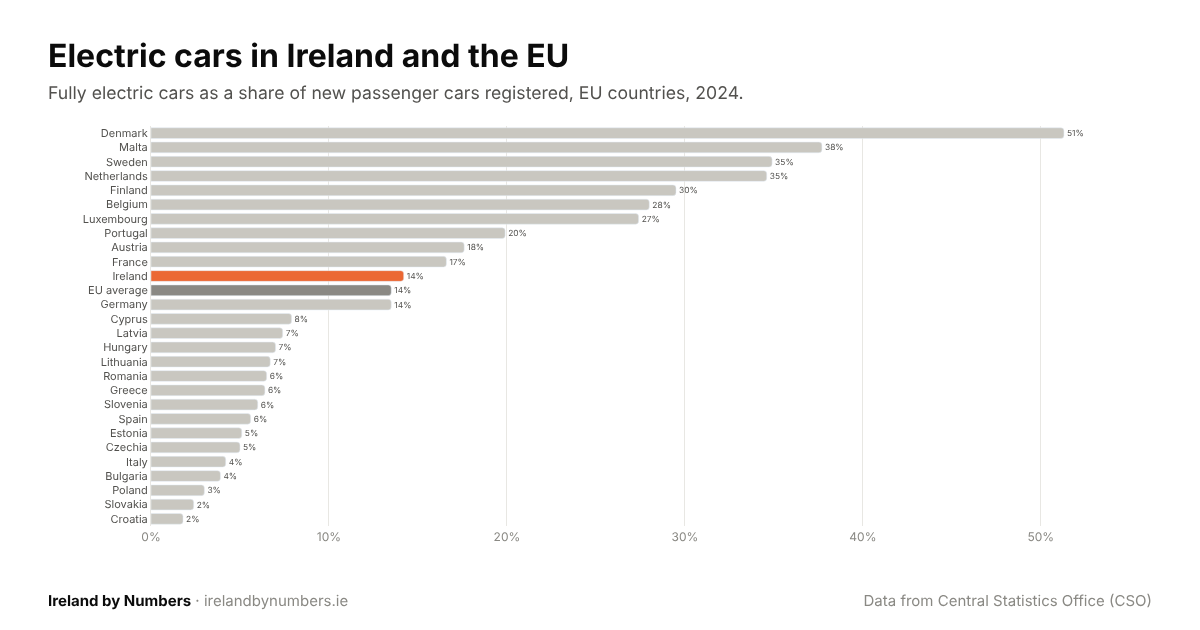 Electric cars in Ireland and the EU
Fully electric cars as a share of new passenger cars registered, EU countries, 2024.
Denmark 51%
Malta 38%
Sweden 35%
Netherlands 35%
Finland 30%
Belgium 28%
Luxembourg 27%
Portugal 20%
Austria 18%
France 17%
Ireland 14%
EU average 14%
Germany 14%
Cyprus 8%
Latvia 7%
Hungary 7%
Lithuania 7%
Romania 6%
Greece 6%
Slovenia 6%
Spain 6%
Estonia 5%
Czechia 5%
Italy 4%
Bulgaria 4%
Poland 3%
Slovakia 2%
Croatia 2%
0% 10% 20% 30% 40% 50%
Ireland by Numbers · irelandbynumbers.ie Data from Central Statistics Office (CSO)